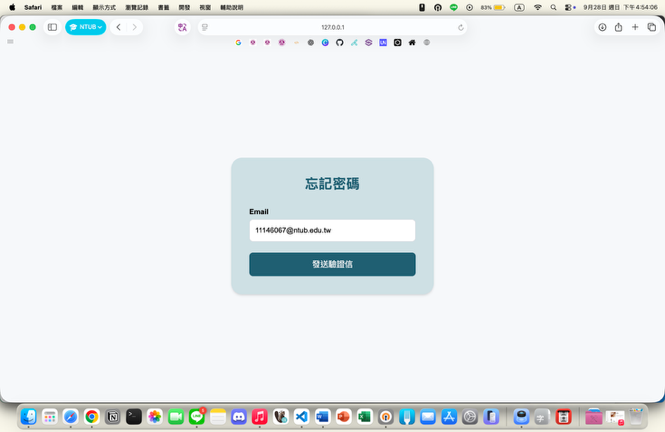 Safari 檔案 編輯 顯示方式 瀏覽記錄 書籤 開發 視窗 輔助說明 83% A 9月28日 週日 下午 4:54:06
NTUB 127.0.0.1
忘記密碼
Email
11146067@ntub.edu.tw
發送驗證信